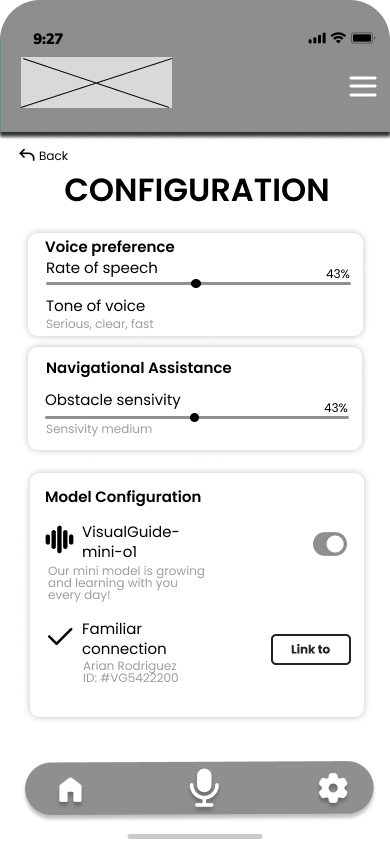 9:27
Back
CONFIGURATION
Voice preference
Rate of speech
43%
Tone of voice
Serious, clear, fast
Navigational Assistance
Obstacle sensivity
43%
Sensivity medium
Model Configuration
VisualGuide-
mini-o1
Our mini model is growing
and learning with you
every day!
Familiar
connection
Link to
Arian Rodriguez
ID: #VG5422200